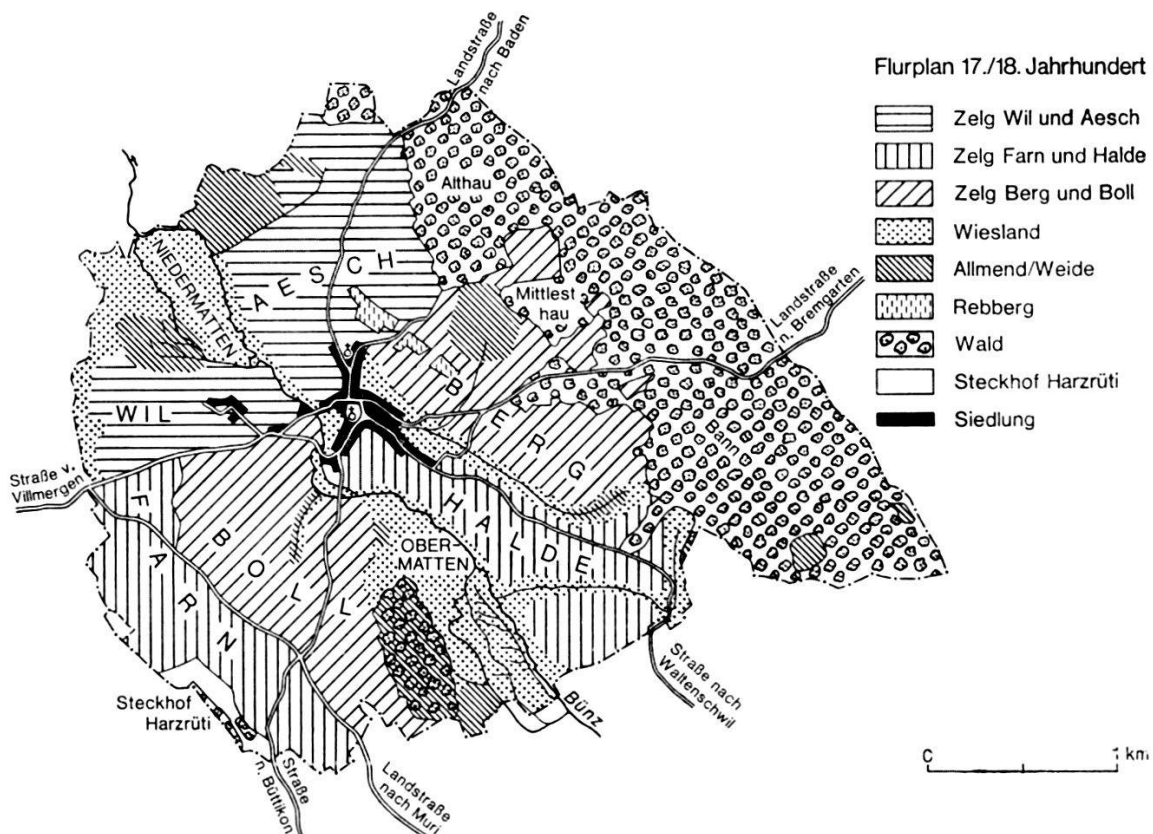 Flurplan 17./18. Jahrhundert
Zelg Wil und Aesch
Zelg Farn und Halde
Zelg Berg und Boll
Wiesland
Allmend/Weide
Rebberg
Wald
Steckhof Harzrüti
Siedlung
Landstraße
nach Baden
Althau
NIEDERMATTEN
AESCH
Mittlest
hau
Landstraße
Bremgarten
WIL
BERG
Bann
Straße v.
Villmergen
FARN
BOLL
HALDE
OBER-
MATTEN
Steckhof
Harzrüti
Straße
n. Büttikon
Landstraße
nach Muri
Bünz
Straße nach
Waltenschwil
0 1 km